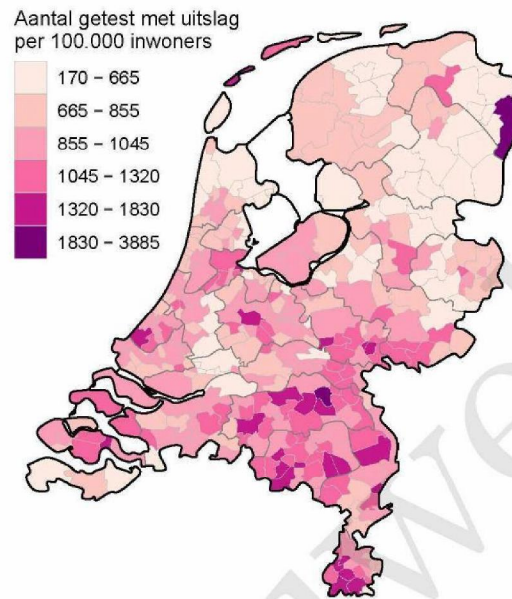 Aantal getest met uitslag
per 100.000 inwoners
170 – 665
665 – 855
855 – 1045
1045 – 1320
1320 – 1830
1830 – 3885